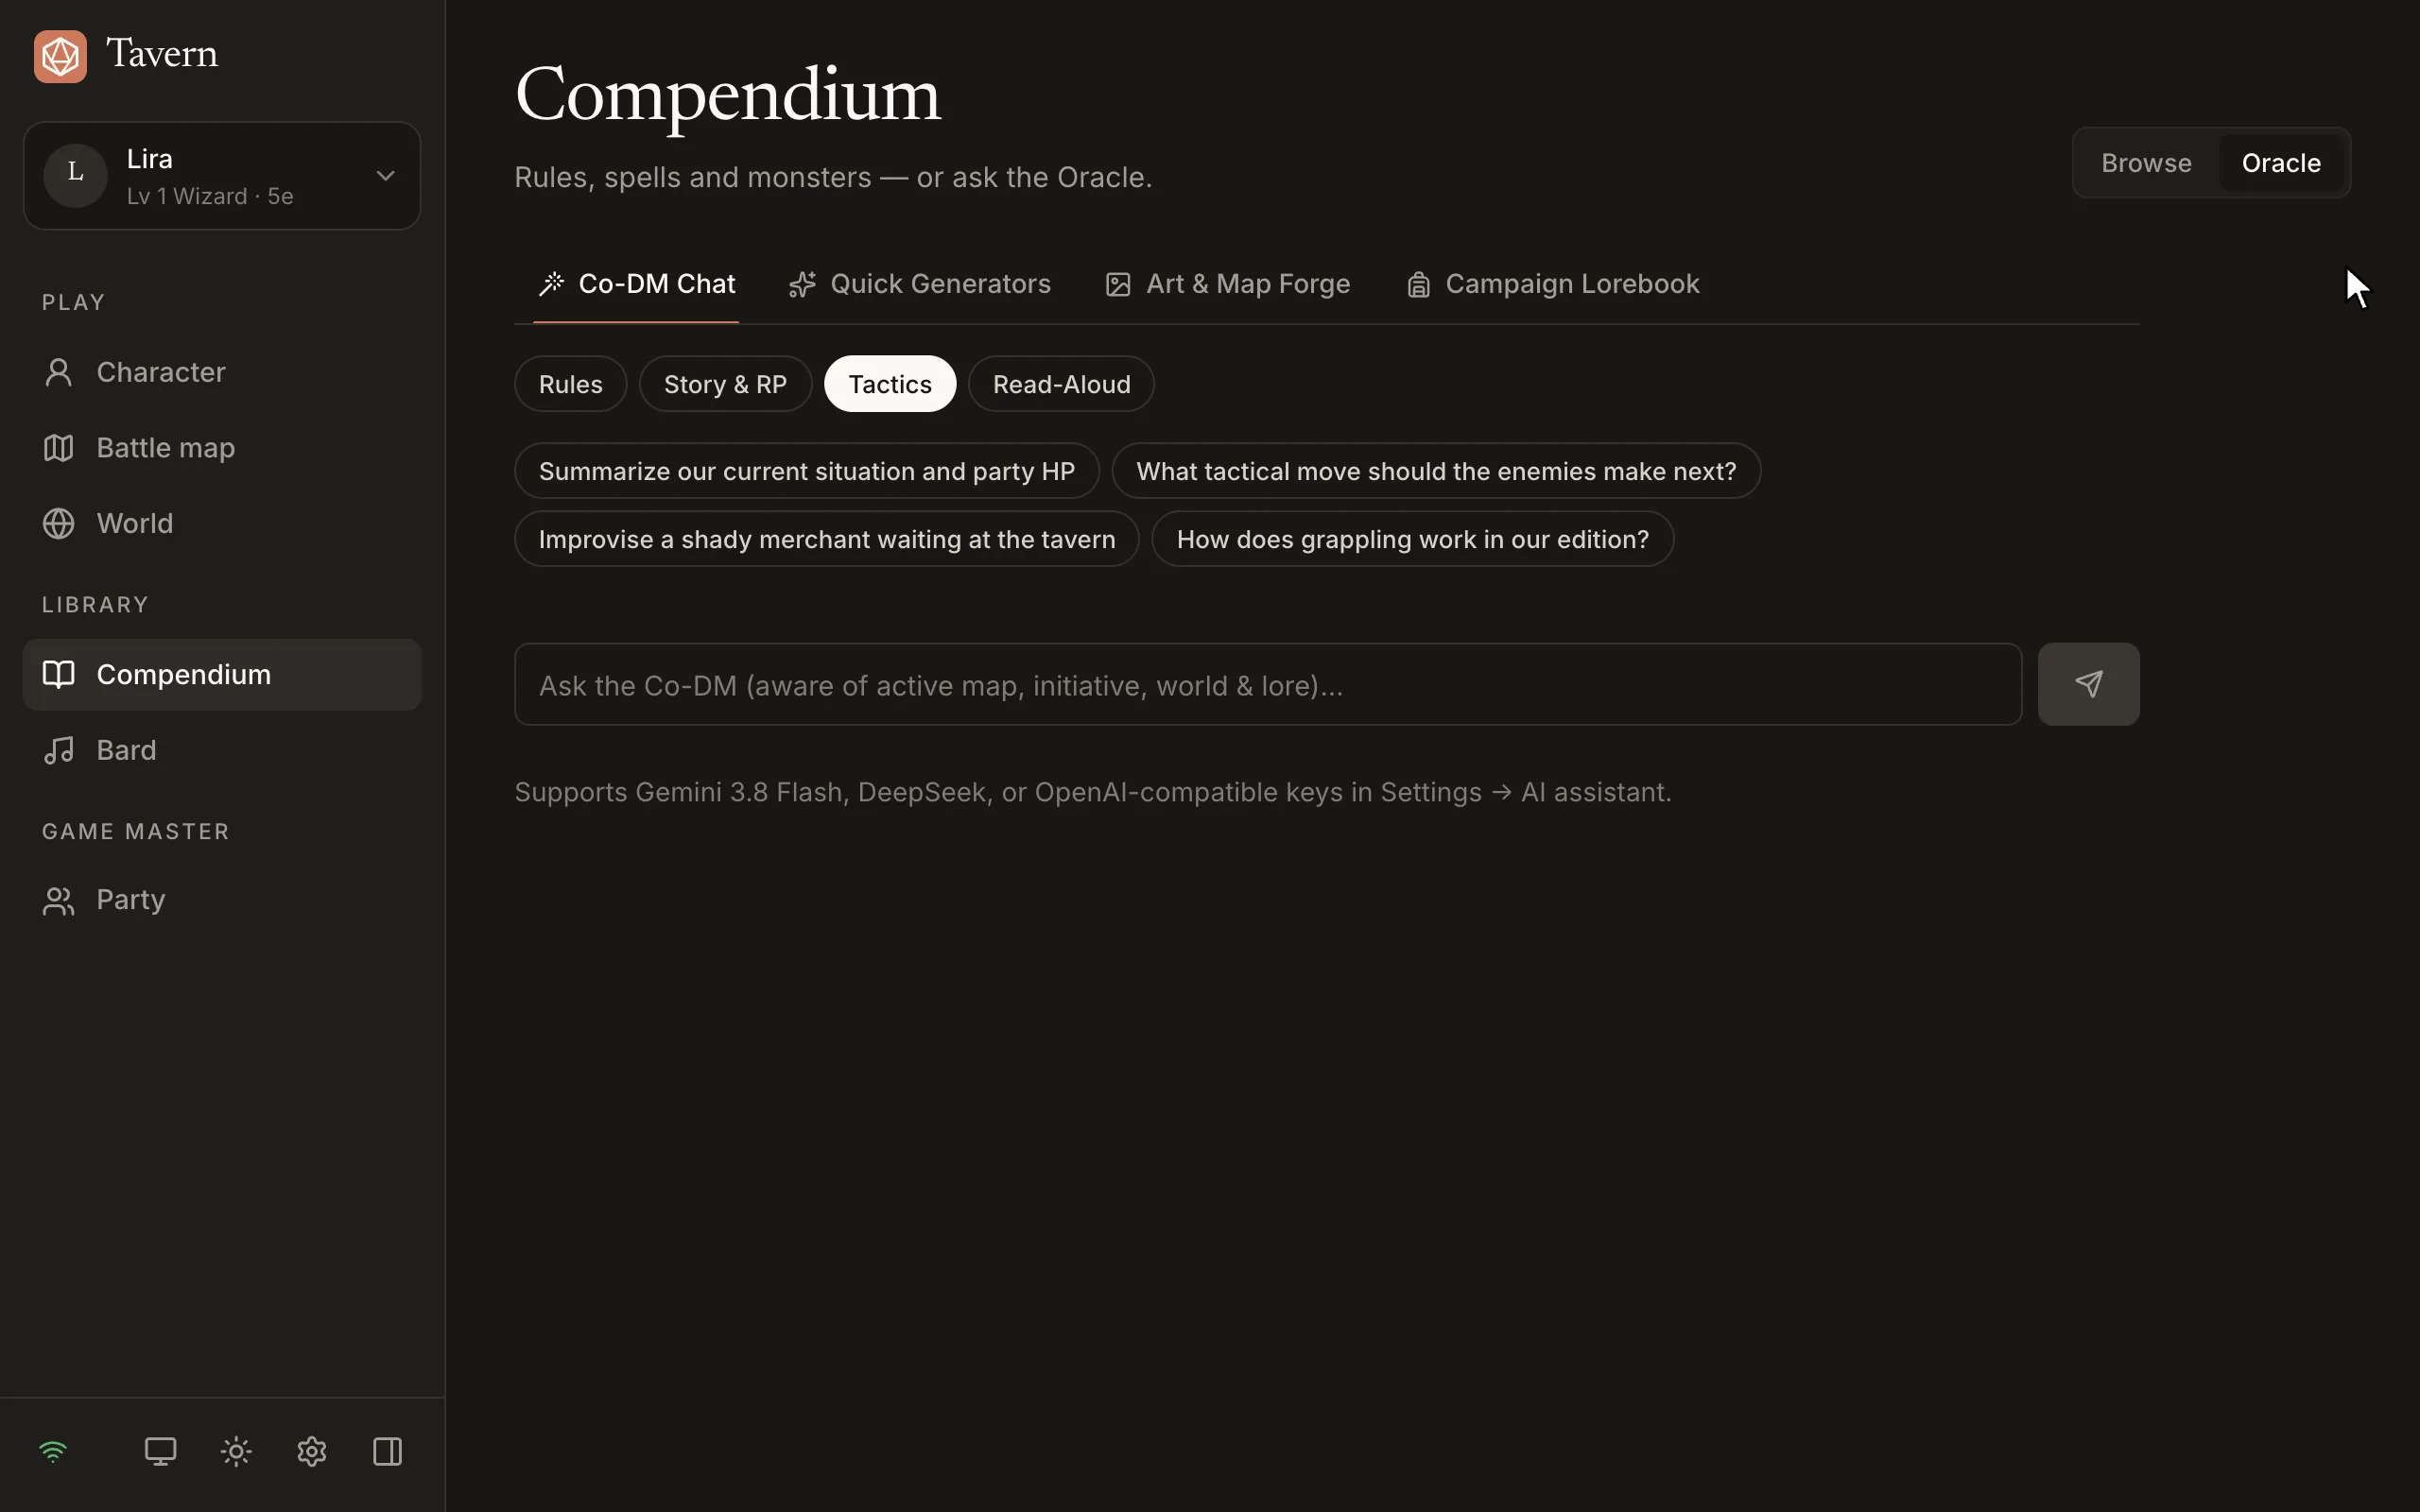 Tavern
L
Lira
Lv 1 Wizard · 5e
PLAY
Character
Battle map
World
LIBRARY
Compendium
Bard
GAME MASTER
Party
Compendium
Rules, spells and monsters — or ask the Oracle.
Browse
Oracle
Co-DM Chat
Quick Generators
Art & Map Forge
Campaign Lorebook
Rules
Story & RP
Tactics
Read-Aloud
Summarize our current situation and party HP
What tactical move should the enemies make next?
Improvise a shady merchant waiting at the tavern
How does grappling work in our edition?
Ask the Co-DM (aware of active map, initiative, world & lore)...
Supports Gemini 3.8 Flash, DeepSeek, or OpenAI-compatible keys in Settings → AI assistant.